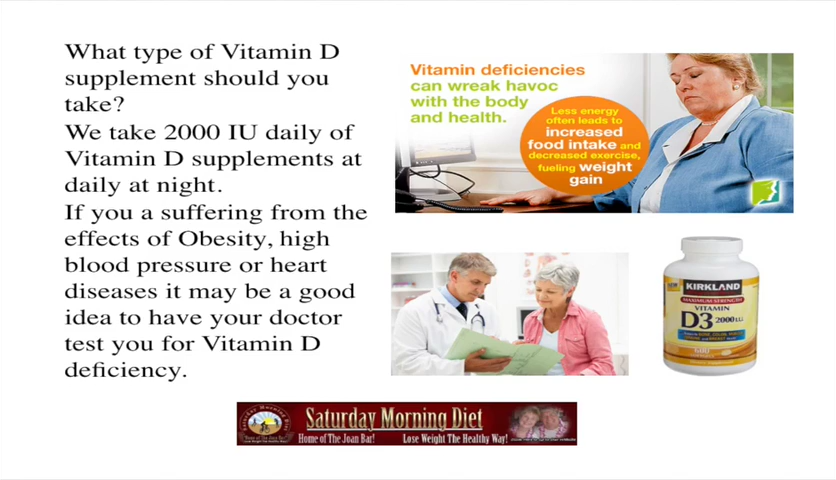 What type of Vitamin D
supplement should you
take?
We take 2000 IU daily of
Vitamin D supplements at
daily at night.
If you a suffering from the
effects of Obesity, high
blood pressure or heart
diseases it may be a good
idea to have your doctor
test you for Vitamin D
deficiency.
Vitamin deficiencies
can wreak havoc
with the body
and health.
Less energy
often leads to
increased
food intake and
decreased exercise,
fueling weight
gain
KIRKLAND
MAXIMUM STRENGTH
VITAMIN
D3 2000 I.U.
600
Saturday Morning Diet
Home of The Joan Bar! Lose Weight The Healthy Way!